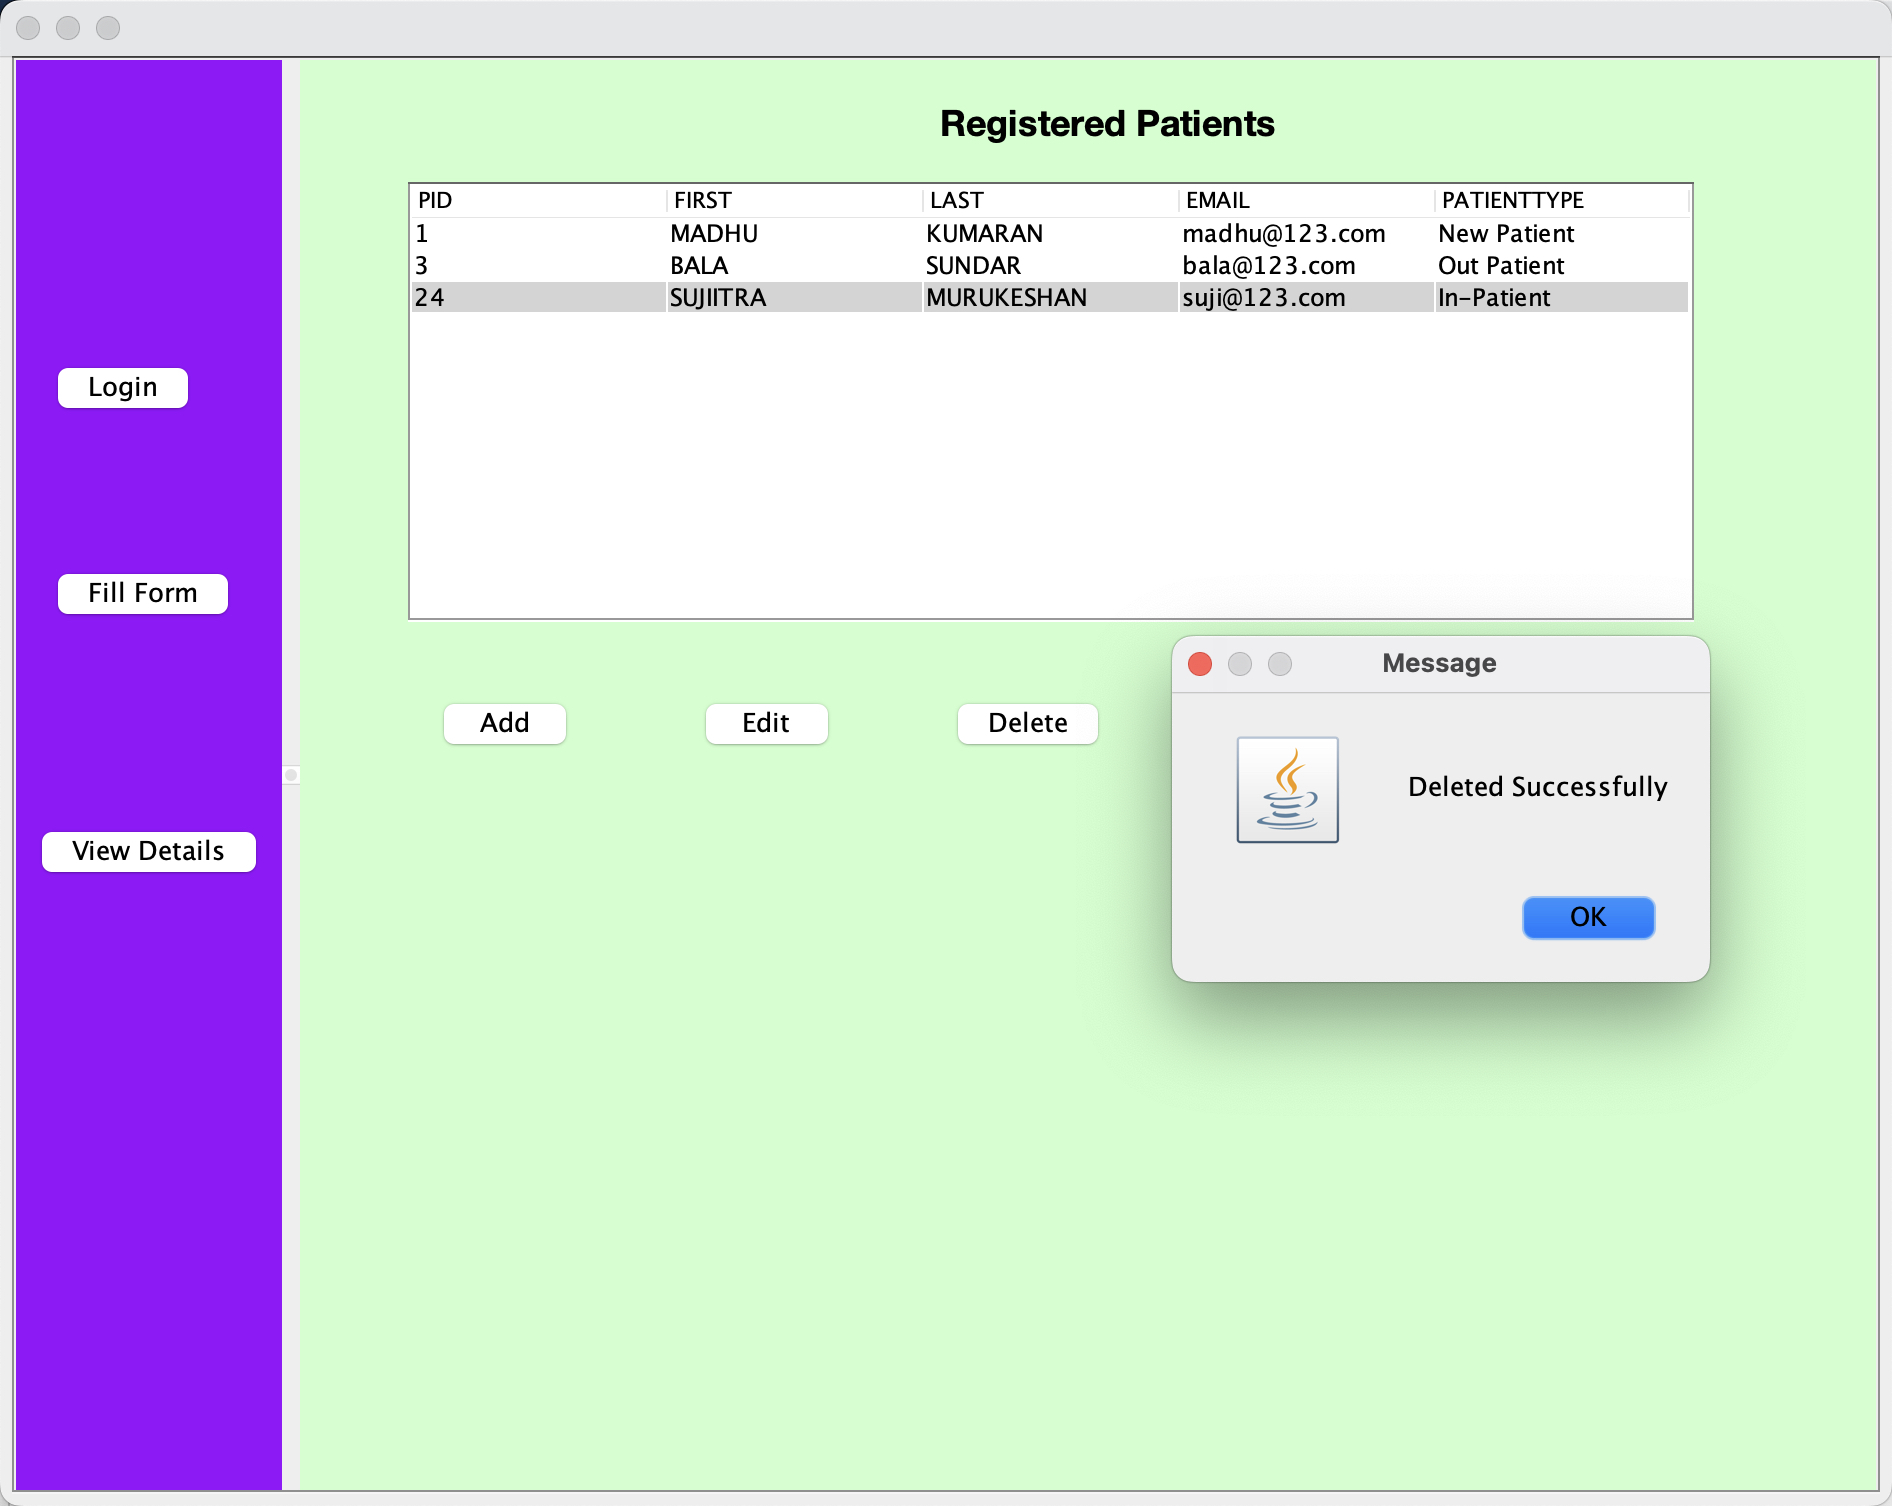 Registered Patients
PID FIRST LAST EMAIL PATIENTTYPE
1 MADHU KUMARAN madhu@123.com New Patient
3 BALA SUNDAR bala@123.com Out Patient
24 SUJIITRA MURUKESHAN suji@123.com In-Patient
Login
Fill Form
View Details
Add Edit Delete
Message
Deleted Successfully
OK